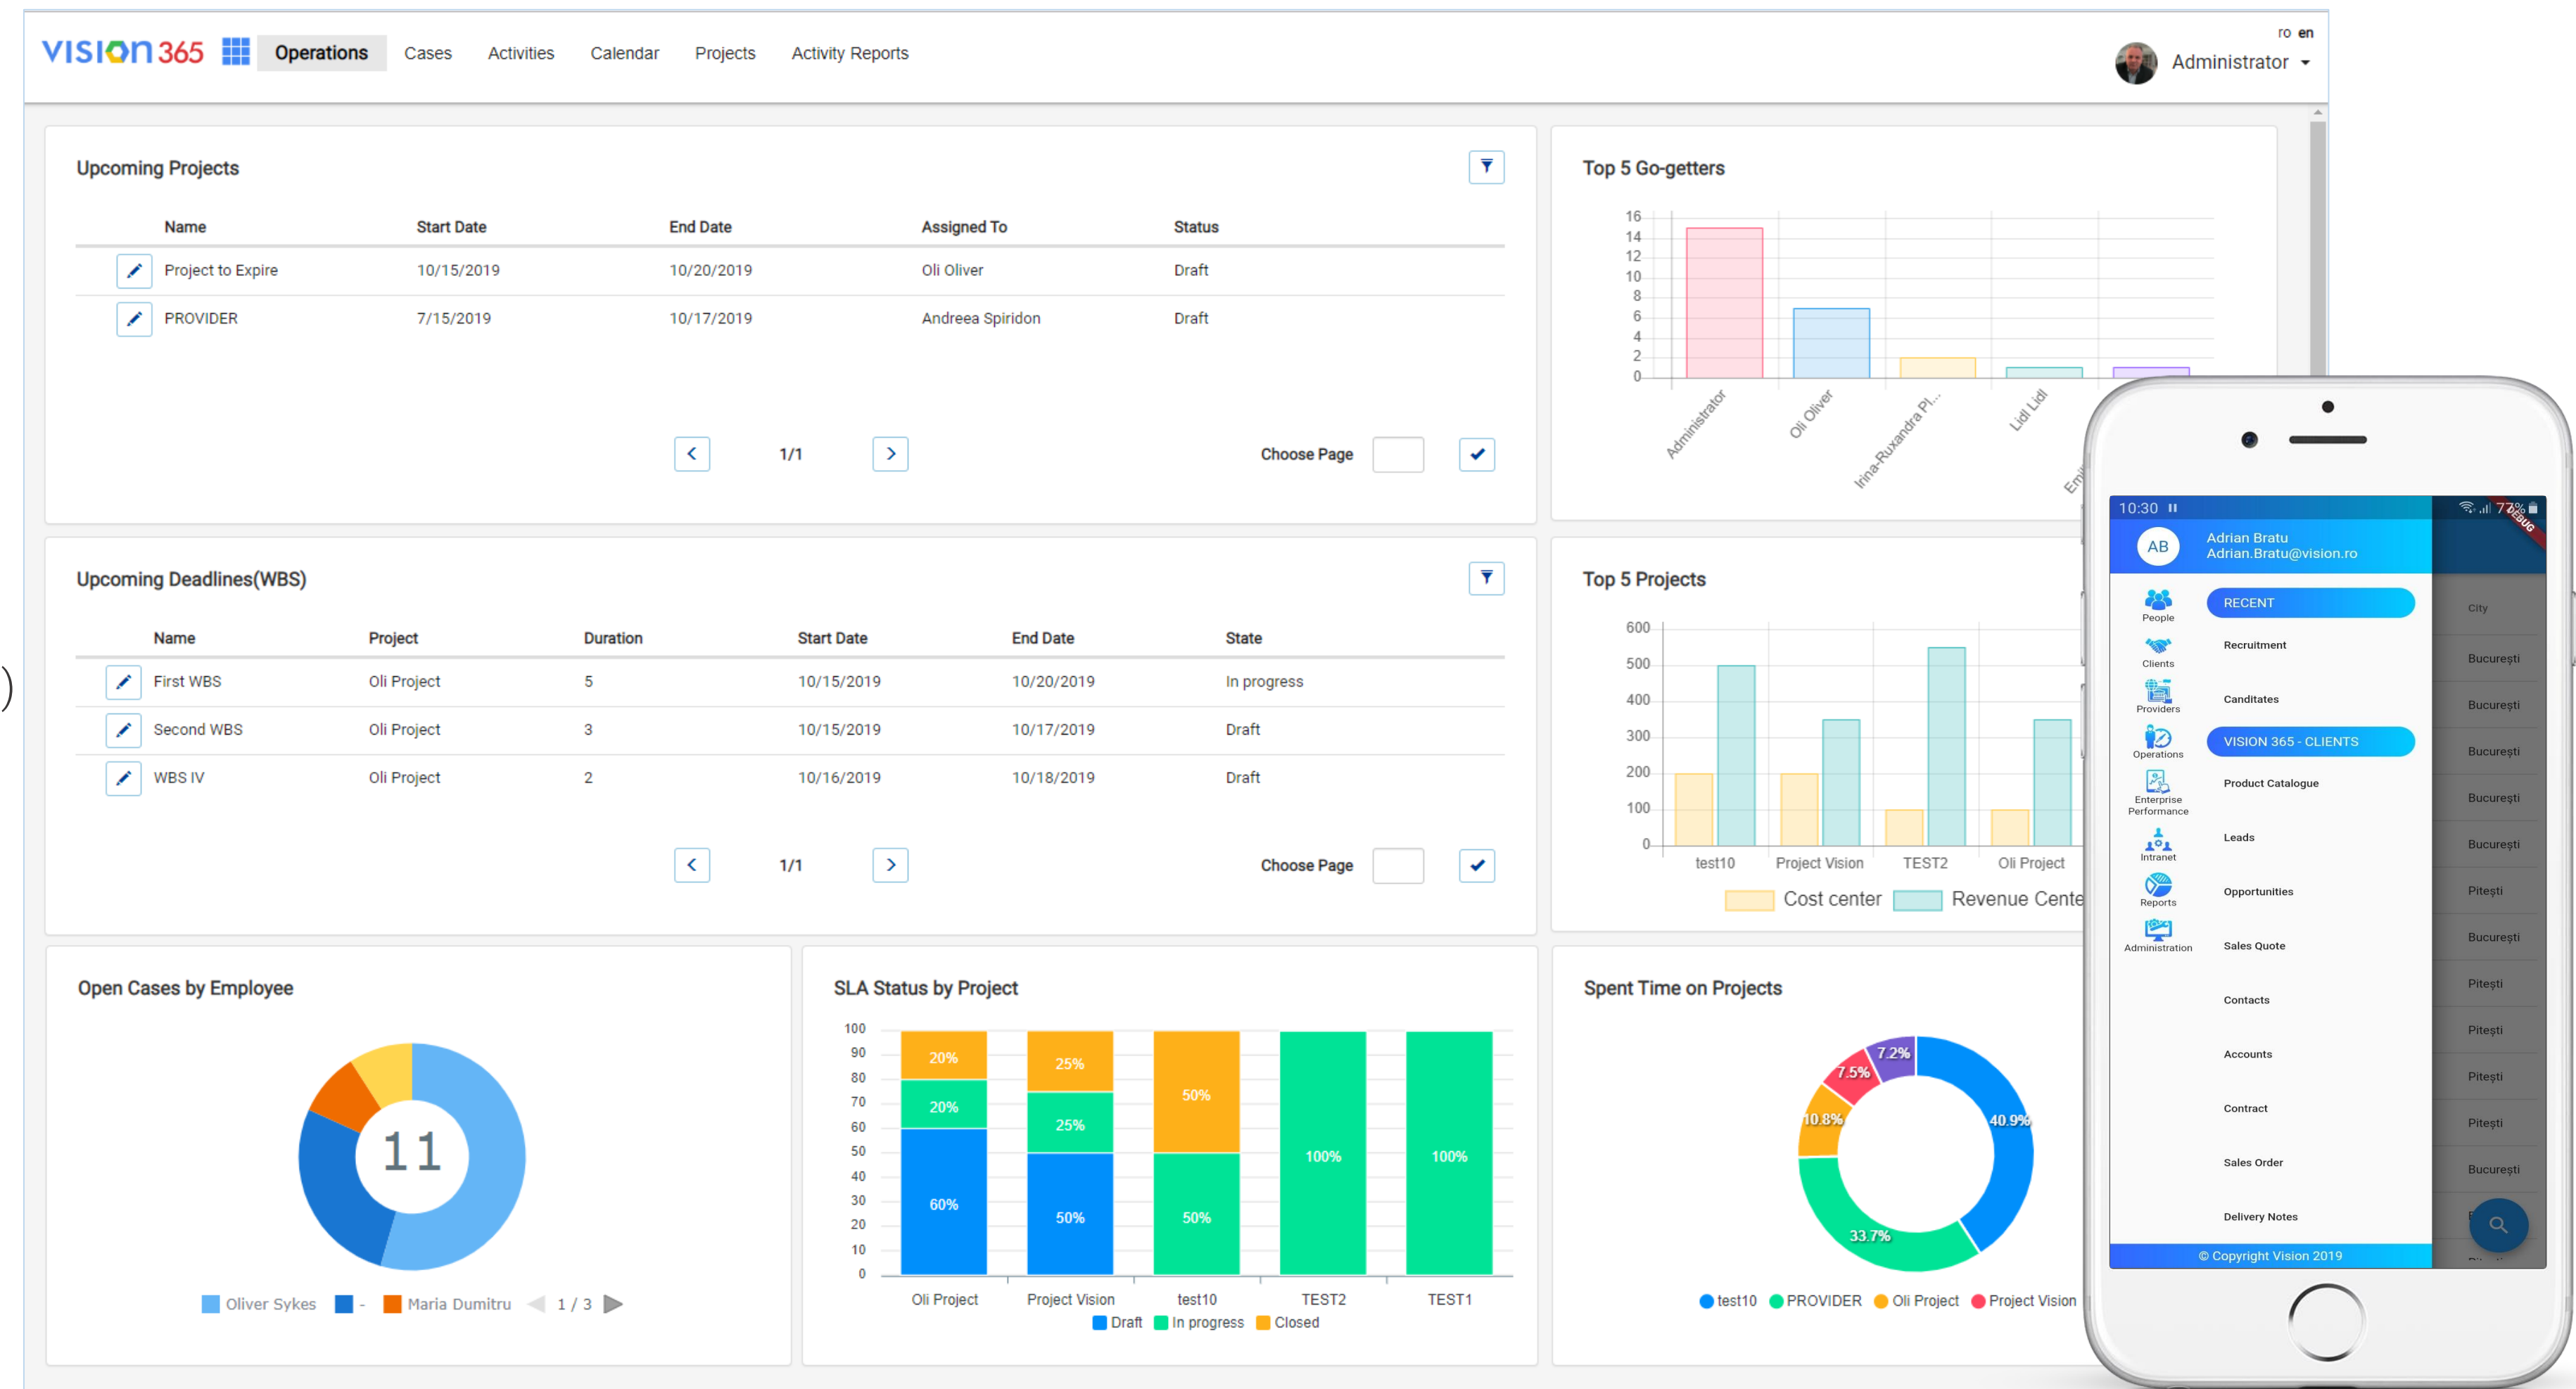 VISION 365 Operations Cases Activities Calendar Projects Activity Reports
ro en
Administrator
Upcoming Projects
Name Start Date End Date Assigned To Status
Project to Expire 10/15/2019 10/20/2019 Oli Oliver Draft
PROVIDER 7/15/2019 10/17/2019 Andreea Spiridon Draft
1/1 Choose Page
Top 5 Go-getters
16
14
12
10
8
6
4
2
0
Administrator Oli Oliver Irina-Ruxandra Pl... Lidl Lidl
Upcoming Deadlines(WBS)
Name Project Duration Start Date End Date State
First WBS Oli Project 5 10/15/2019 10/20/2019 In progress
Second WBS Oli Project 3 10/15/2019 10/17/2019 Draft
WBS IV Oli Project 2 10/16/2019 10/18/2019 Draft
1/1 Choose Page
)
Top 5 Projects
600
500
400
300
200
100
0
test10 Project Vision TEST2 Oli Project
Cost center Revenue Cente
Open Cases by Employee
11
Oliver Sykes - Maria Dumitru 1 / 3
SLA Status by Project
100
90
80
70
60
50
40
30
20
10
0
20% 25% 50% 100% 100%
20% 25% 50%
60% 50%
Oli Project Project Vision test10 TEST2 TEST1
Draft In progress Closed
Spent Time on Projects
7.2%
7.5%
10.8% 40.9%
33.7%
test10 PROVIDER Oli Project Project Vision
10:30 77%
DEBUG
AB Adrian Bratu
Adrian.Bratu@vision.ro
People
Clients
Providers
Operations
Enterprise
Performance
Intranet
Reports
Administration
RECENT
Recruitment
Canditates
VISION 365 - CLIENTS
Product Catalogue
Leads
Opportunities
Sales Quote
Contacts
Accounts
Contract
Sales Order
Delivery Notes
City
București
București
București
București
București
Pitești
București
Pitești
Pitești
Pitești
Pitești
București
© Copyright Vision 2019